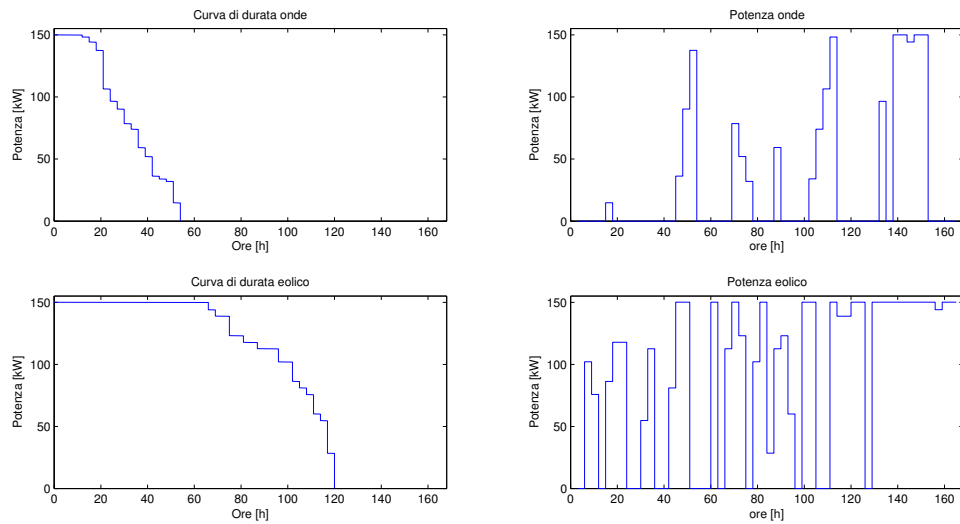 Curva di durata onde
150
100
50
0
Potenza [kW]
0 20 40 60 80 100 120 140 160
Ore [h]
Potenza onde
150
100
50
0
Potenza [kW]
0 20 40 60 80 100 120 140 160
ore [h]
Curva di durata eolico
150
100
50
0
Potenza [kW]
0 20 40 60 80 100 120 140 160
Ore [h]
Potenza eolico
150
100
50
0
Potenza [kW]
0 20 40 60 80 100 120 140 160
ore [h]